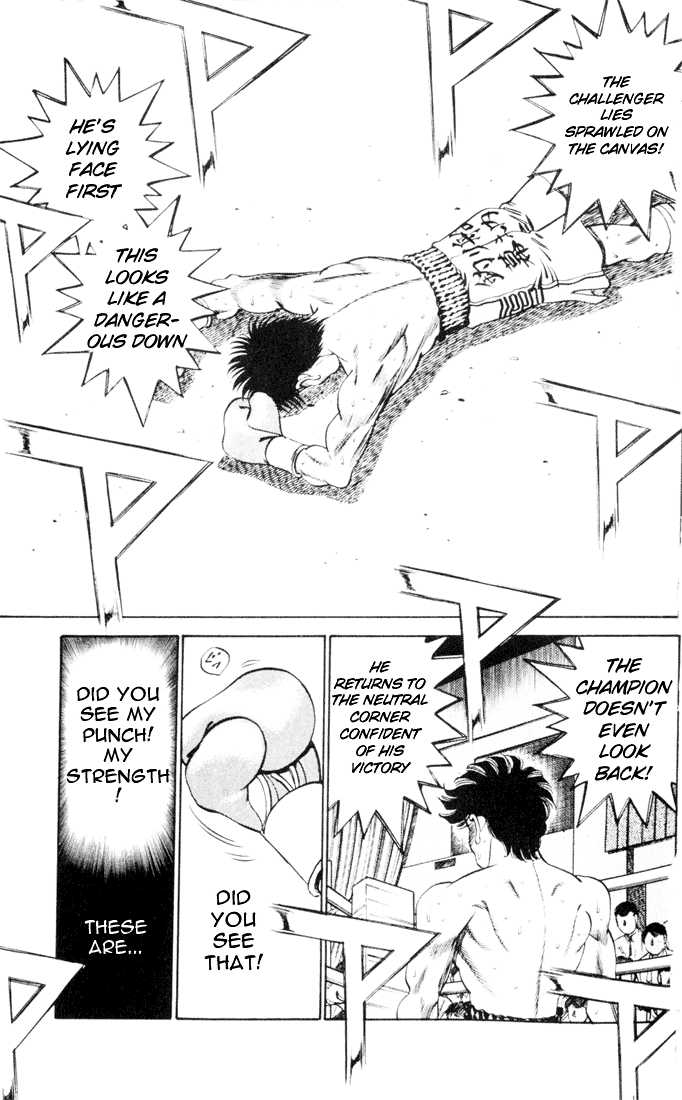 THE
CHALLENGER
LIES
SPRAWLED ON
THE CANVAS!
HE'S
LYING
FACE
FIRST
THIS
LOOKS
LIKE A
DANGER-
OUS DOWN
THE
CHAMPION
DOESN'T
EVEN
LOOK
BACK!
HE
RETURNS TO
THE NEUTRAL
CORNER
CONFIDENT
OF HIS
VICTORY
DID
YOU
SEE
THAT!
DID YOU
SEE MY
PUNCH!
MY
STRENGTH
!
THESE
ARE...